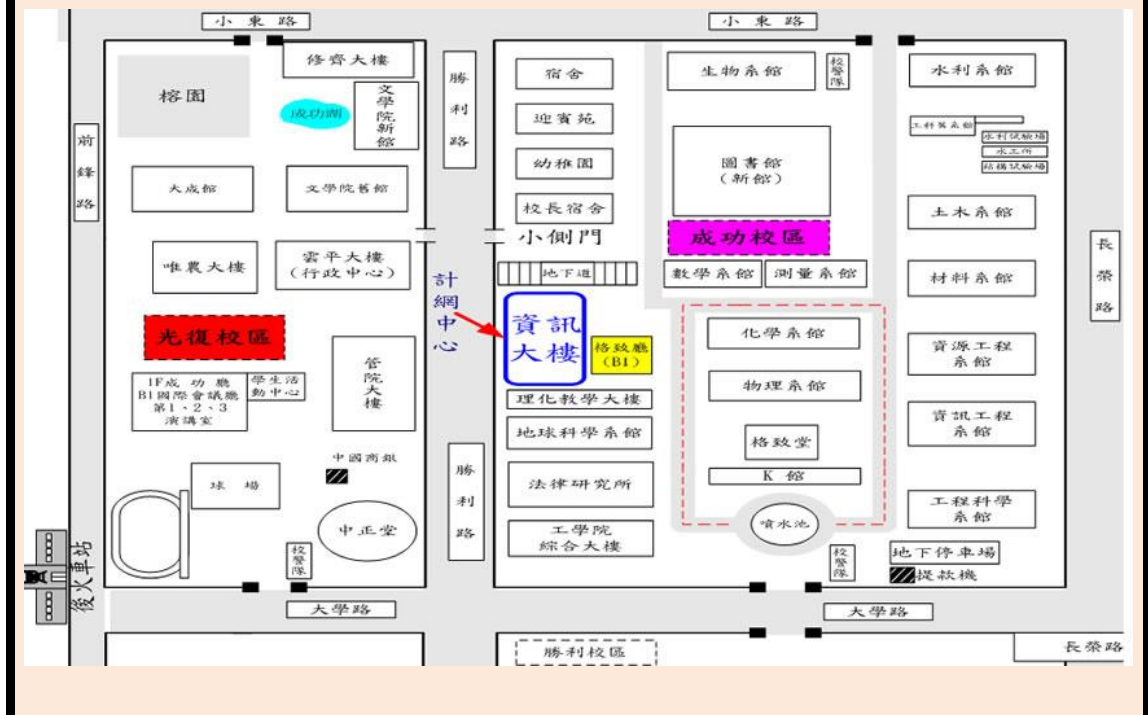 小東路
小東路
榕園
修齊大樓
成功湖
文學院新館
大成館
文學院舊館
前鋒路
勝利路
唯農大樓
雲平大樓
(行政中心)
光復校區
1F成功廳
B1國際會議廳
第1、2、3
演講室
學生活
動中心
管院大樓
中國商銀
球場
中正堂
校警隊
後火車站
計網中心
勝利路
宿舍
迎賓苑
幼稚園
校長宿舍
小側門
地下道
資訊
大樓
格致廳
(B1)
理化教學大樓
地球科學系館
法律研究所
工學院
綜合大樓
生物系館
校警隊
圖書館
(新館)
成功校區
數學系館
測量系館
化學系館
物理系館
格致堂
K館
噴水池
水利系館
工科舊系館
水利試驗場
水工所
結構試驗場
土木系館
材料系館
資源工程
系館
資訊工程
系館
工程科學
系館
校警隊
地下停車場
提款機
長榮路
大學路
大學路
勝利校區
長榮路